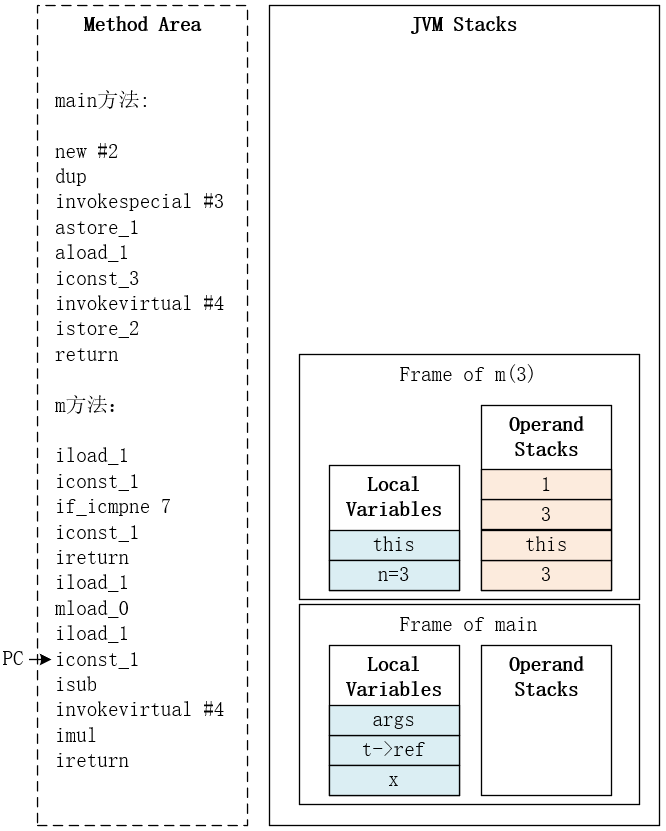 Method Area
main方法:
new #2
dup
invokespecial #3
astore_1
aload_1
iconst_3
invokevirtual #4
istore_2
return
m方法:
iload_1
iconst_1
if_icmpne 7
iconst_1
ireturn
iload_1
mload_0
iload_1
PC
iconst_1
isub
invokevirtual #4
imul
ireturn
JVM Stacks
Frame of m(3)
Local
Variables
this
n=3
Operand
Stacks
1
3
this
3
Frame of main
Local
Variables
args
t->ref
x
Operand
Stacks